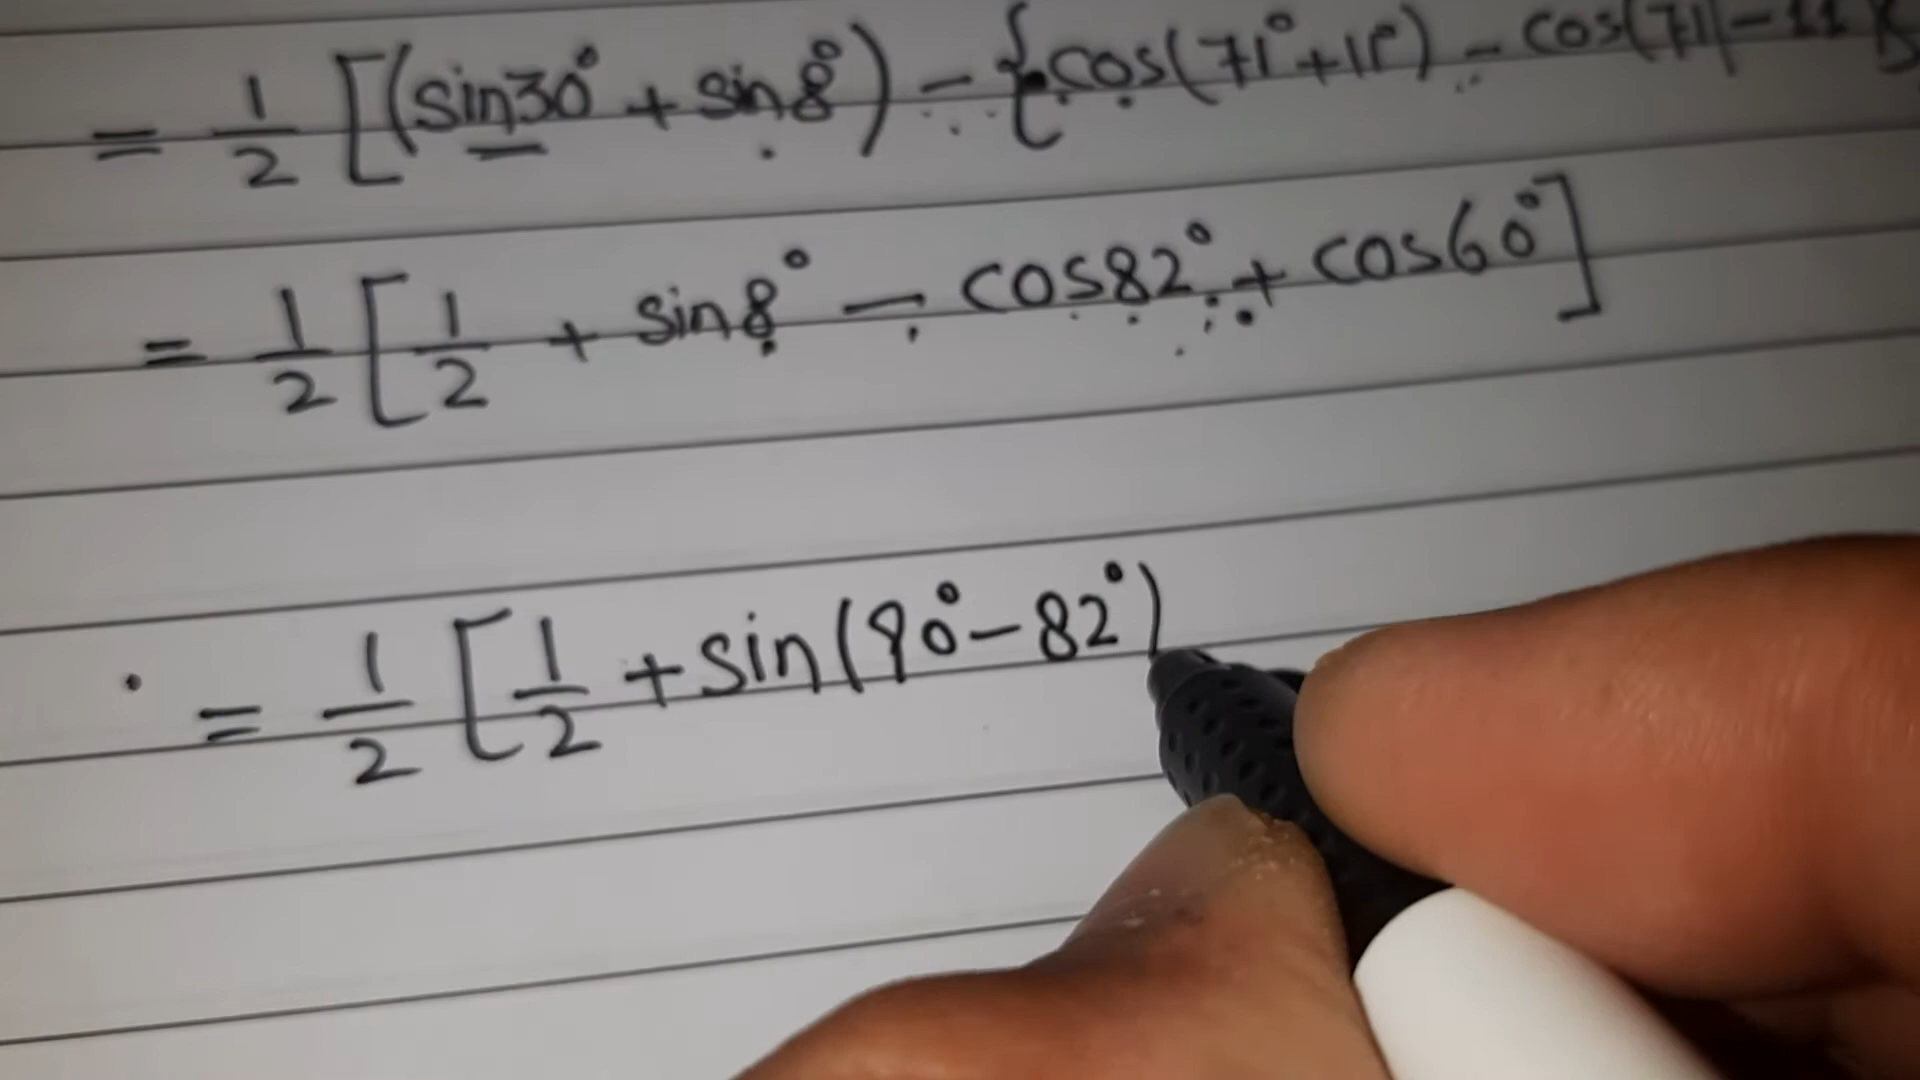 = 1/2 [(sin30° + sin8°) - {cos(71°+11°) - cos(71-11)}
= 1/2 [1/2 + sin8° - cos82° + cos60°]
= 1/2 [1/2 + sin(90°-82°)